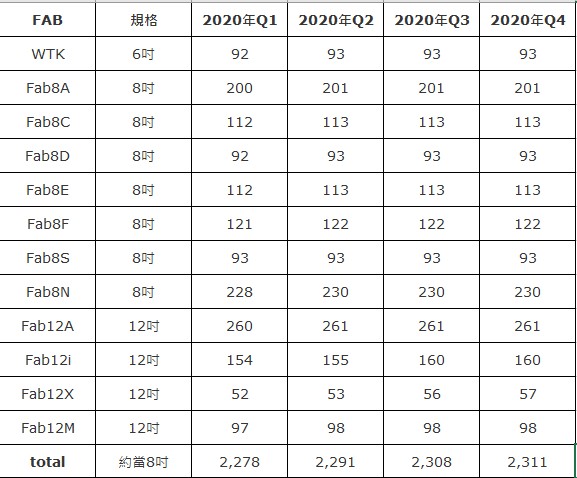 FAB 規格 2020年Q1 2020年Q2 2020年Q3 2020年Q4
WTK 6吋 92 93 93 93
Fab8A 8吋 200 201 201 201
Fab8C 8吋 112 113 113 113
Fab8D 8吋 92 93 93 93
Fab8E 8吋 112 113 113 113
Fab8F 8吋 121 122 122 122
Fab8S 8吋 93 93 93 93
Fab8N 8吋 228 230 230 230
Fab12A 12吋 260 261 261 261
Fab12i 12吋 154 155 160 160
Fab12X 12吋 52 53 56 57
Fab12M 12吋 97 98 98 98
total 約當8吋 2,278 2,291 2,308 2,311